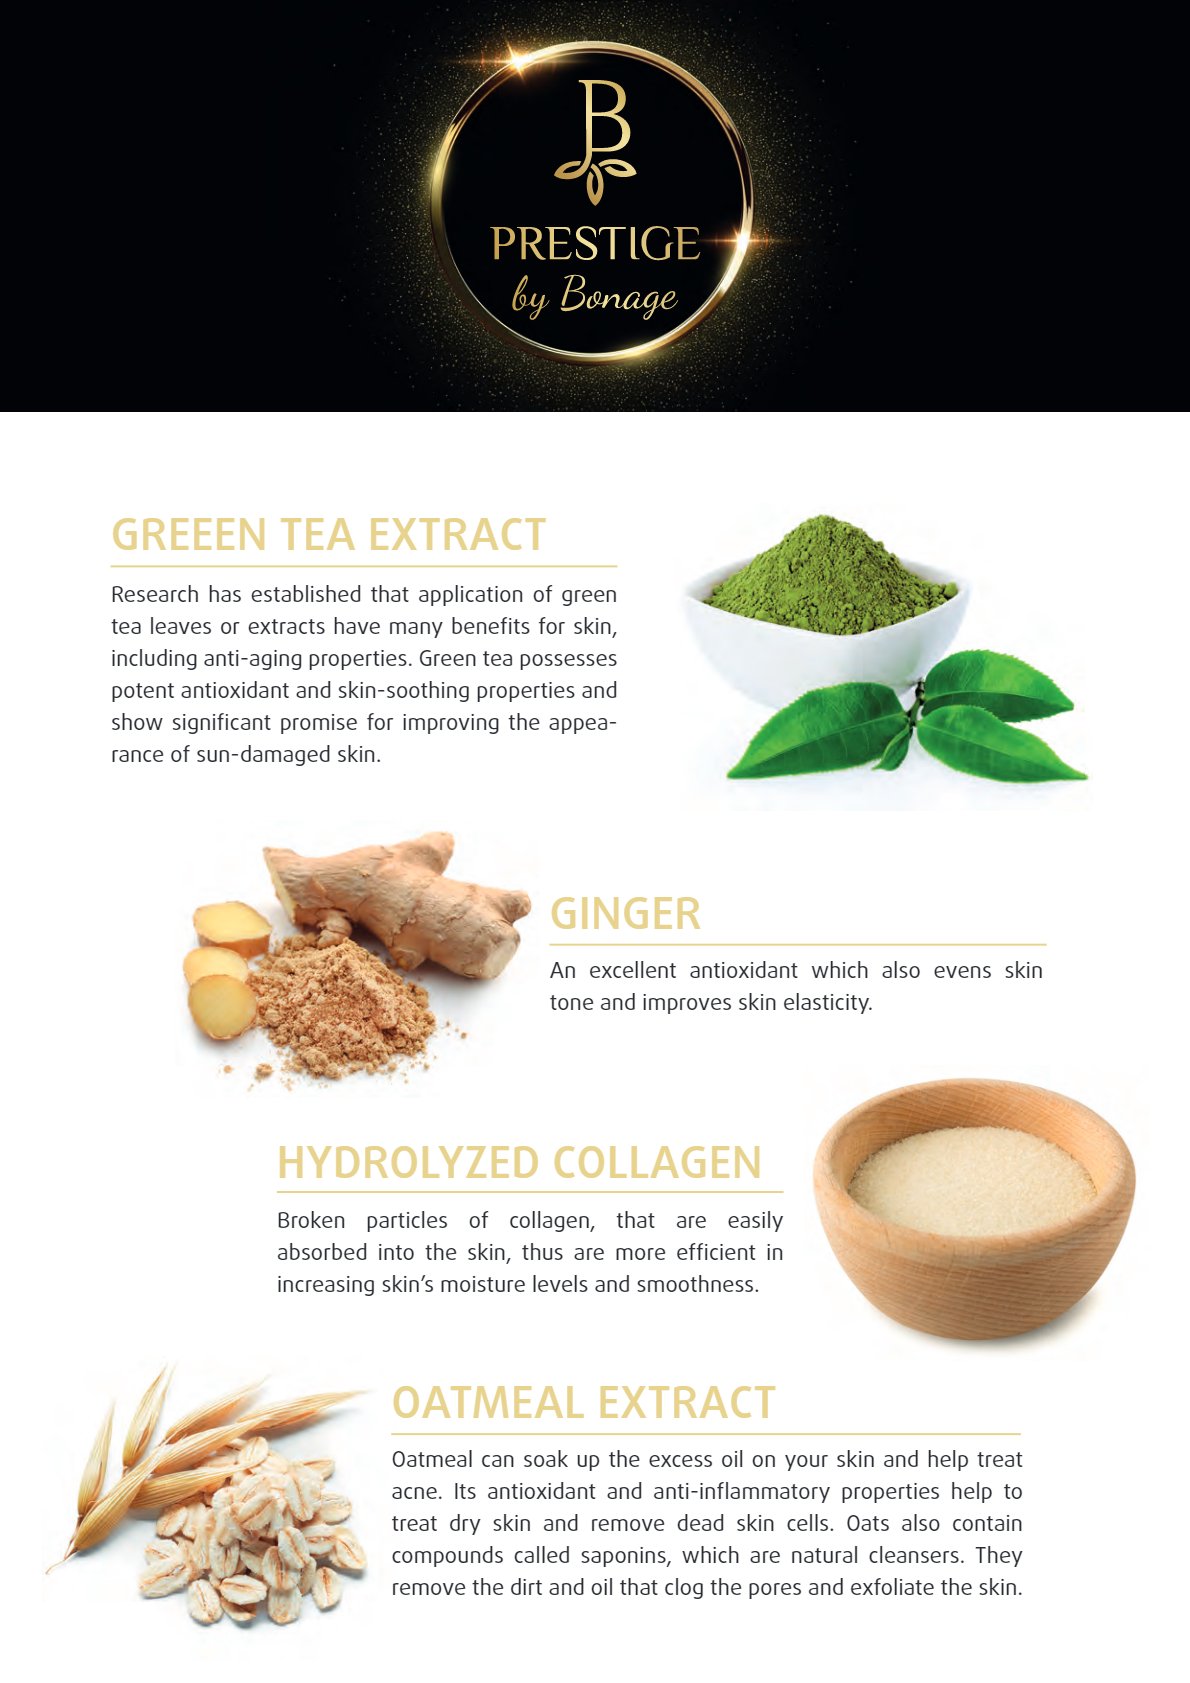 B
PRESTIGE
by Bonage
GREEEN TEA EXTRACT
Research has established that application of green
tea leaves or extracts have many benefits for skin,
including anti-aging properties. Green tea possesses
potent antioxidant and skin-soothing properties and
show significant promise for improving the appea-
rance of sun-damaged skin.
GINGER
An excellent antioxidant which also evens skin
tone and improves skin elasticity.
HYDROLYZED COLLAGEN
Broken particles of collagen, that are easily
absorbed into the skin, thus are more efficient in
increasing skin’s moisture levels and smoothness.
OATMEAL EXTRACT
Oatmeal can soak up the excess oil on your skin and help treat
acne. Its antioxidant and anti-inflammatory properties help to
treat dry skin and remove dead skin cells. Oats also contain
compounds called saponins, which are natural cleansers. They
remove the dirt and oil that clog the pores and exfoliate the skin.